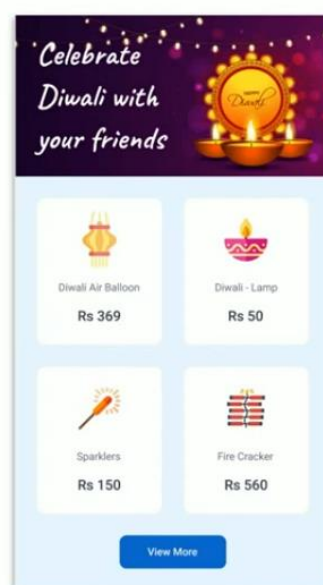 Celebrate
Diwali with
your friends
HAPPY
Diwali
Diwali Air Balloon
Rs 369
Diwali - Lamp
Rs 50
Sparklers
Rs 150
Fire Cracker
Rs 560
View More